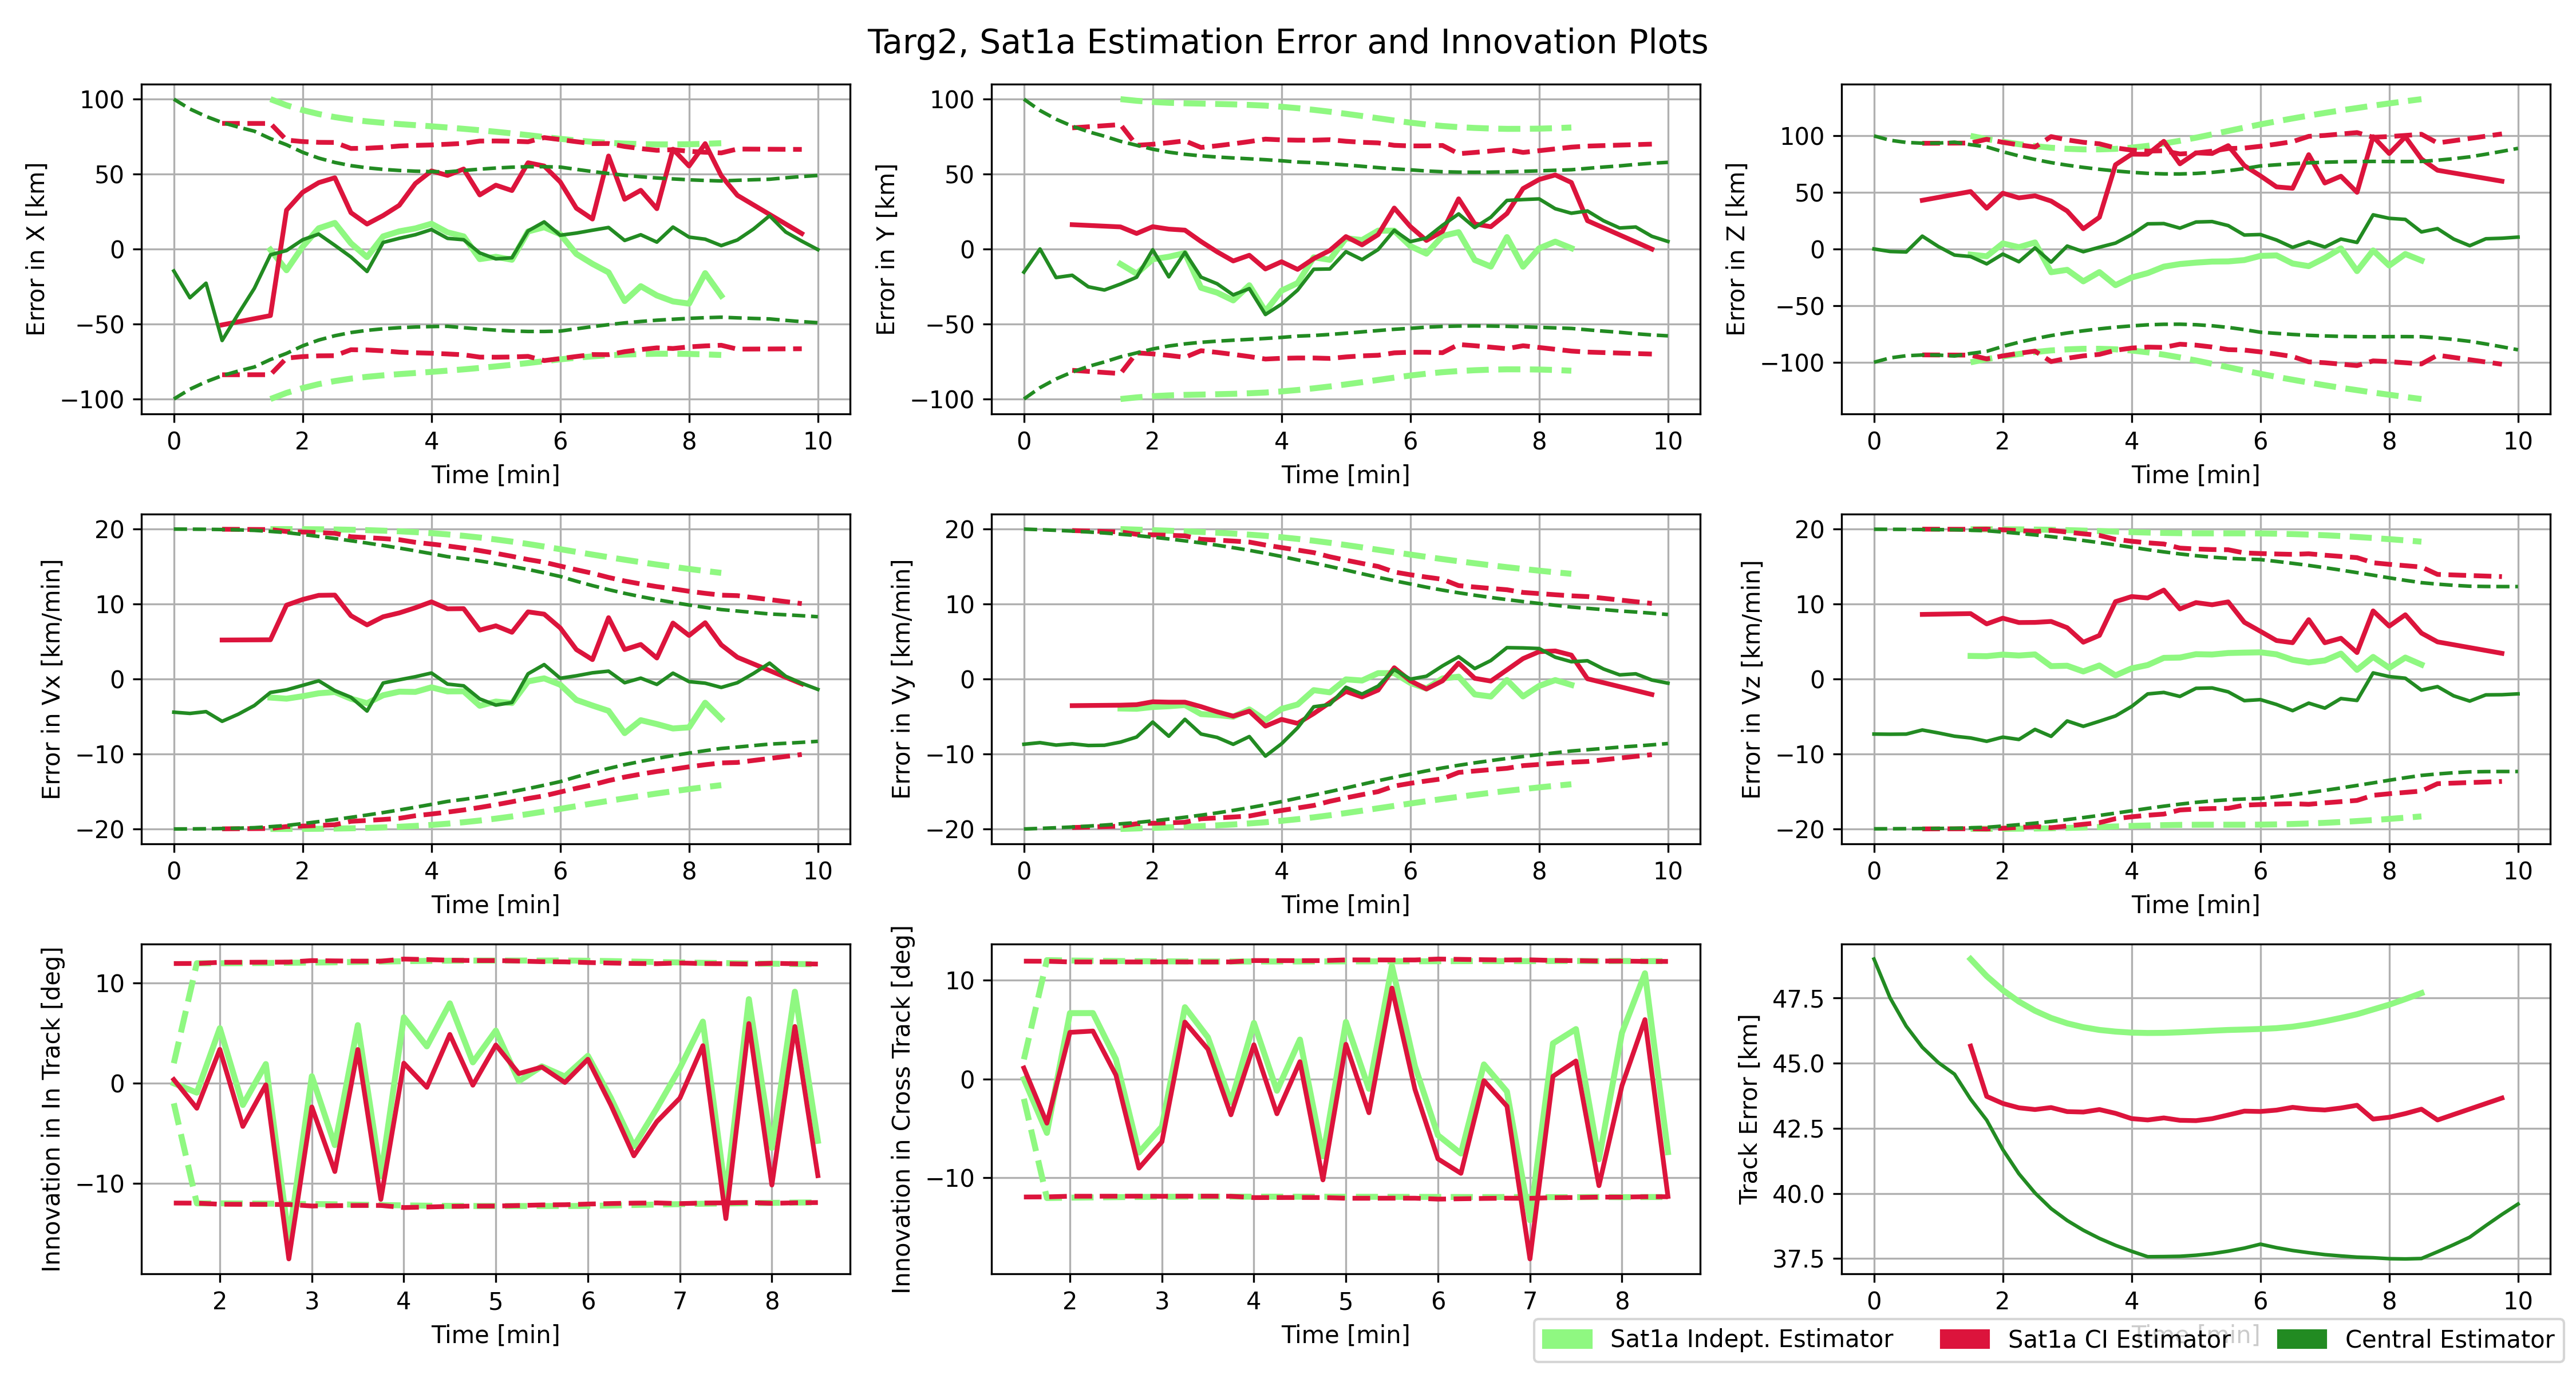 Targ2, Sat1a Estimation Error and Innovation Plots
Error in X [km]
100
50
0
−50
−100
0 2 4 6 8 10
Time [min]
Error in Y [km]
100
50
0
−50
−100
0 2 4 6 8 10
Time [min]
Error in Z [km]
100
50
0
−50
−100
0 2 4 6 8 10
Time [min]
Error in Vx [km/min]
20
10
0
−10
−20
0 2 4 6 8 10
Time [min]
Error in Vy [km/min]
20
10
0
−10
−20
0 2 4 6 8 10
Time [min]
Error in Vz [km/min]
20
10
0
−10
−20
0 2 4 6 8 10
Time [min]
Innovation in In Track [deg]
10
0
−10
2 3 4 5 6 7 8
Time [min]
Innovation in Cross Track [deg]
10
0
−10
2 3 4 5 6 7 8
Time [min]
Track Error [km]
47.5
45.0
42.5
40.0
37.5
0 2 4 6 8 10
Time [min]
Sat1a Indept. Estimator
Sat1a CI Estimator
Central Estimator